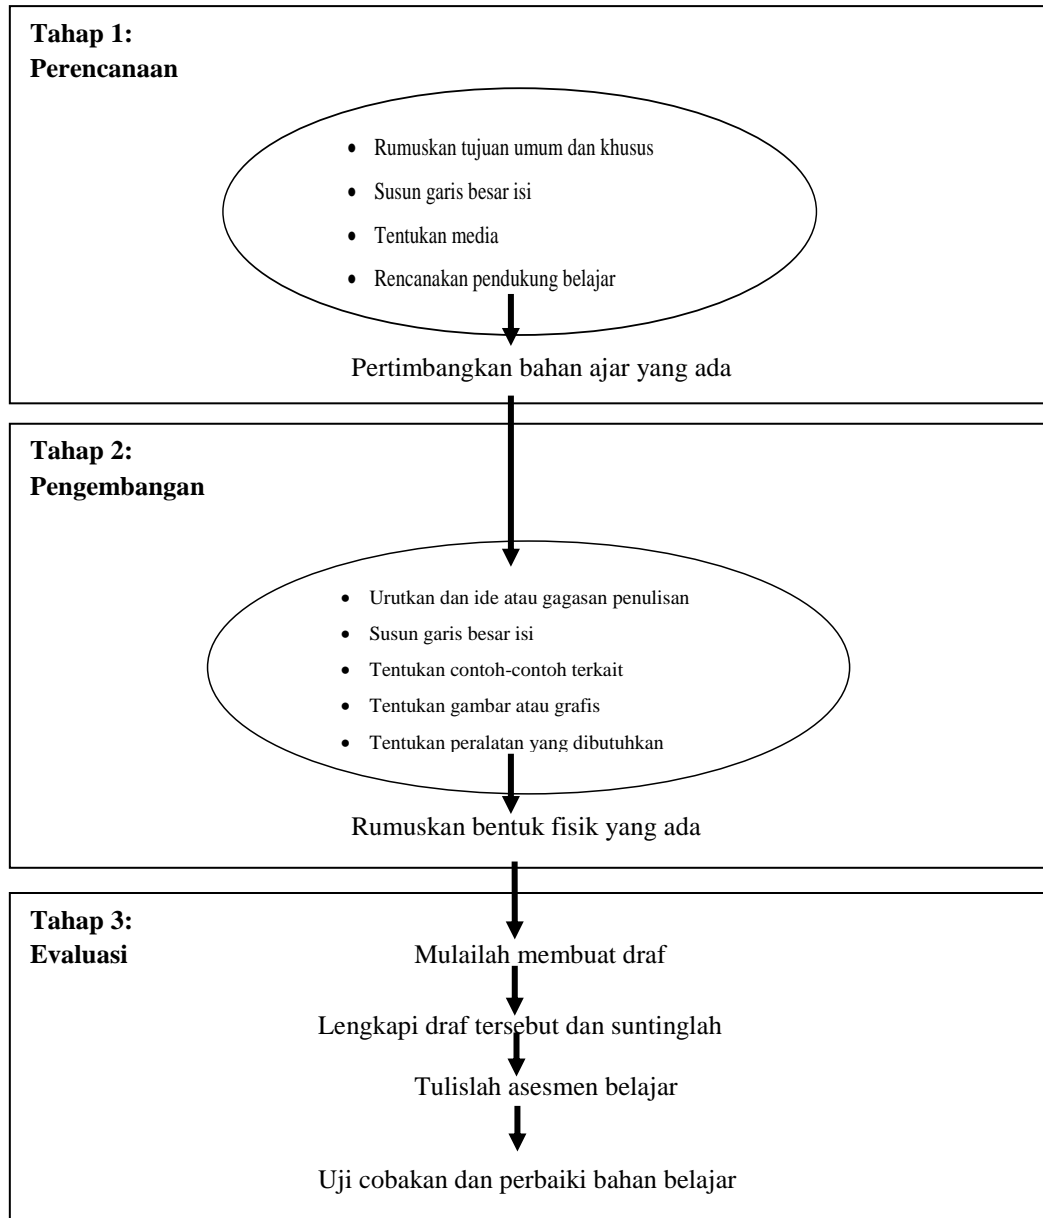 Tahap 1:
Perencanaan
• Rumuskan tujuan umum dan khusus
• Susun garis besar isi
• Tentukan media
• Rencanakan pendukung belajar
Pertimbangkan bahan ajar yang ada
Tahap 2:
Pengembangan
• Urutkan dan ide atau gagasan penulisan
• Susun garis besar isi
• Tentukan contoh-contoh terkait
• Tentukan gambar atau grafis
• Tentukan peralatan yang dibutuhkan
Rumuskan bentuk fisik yang ada
Tahap 3:
Evaluasi
Mulailah membuat draf
Lengkapi draf tersebut dan suntinglah
Tulislah asesmen belajar
Uji cobakan dan perbaiki bahan belajar